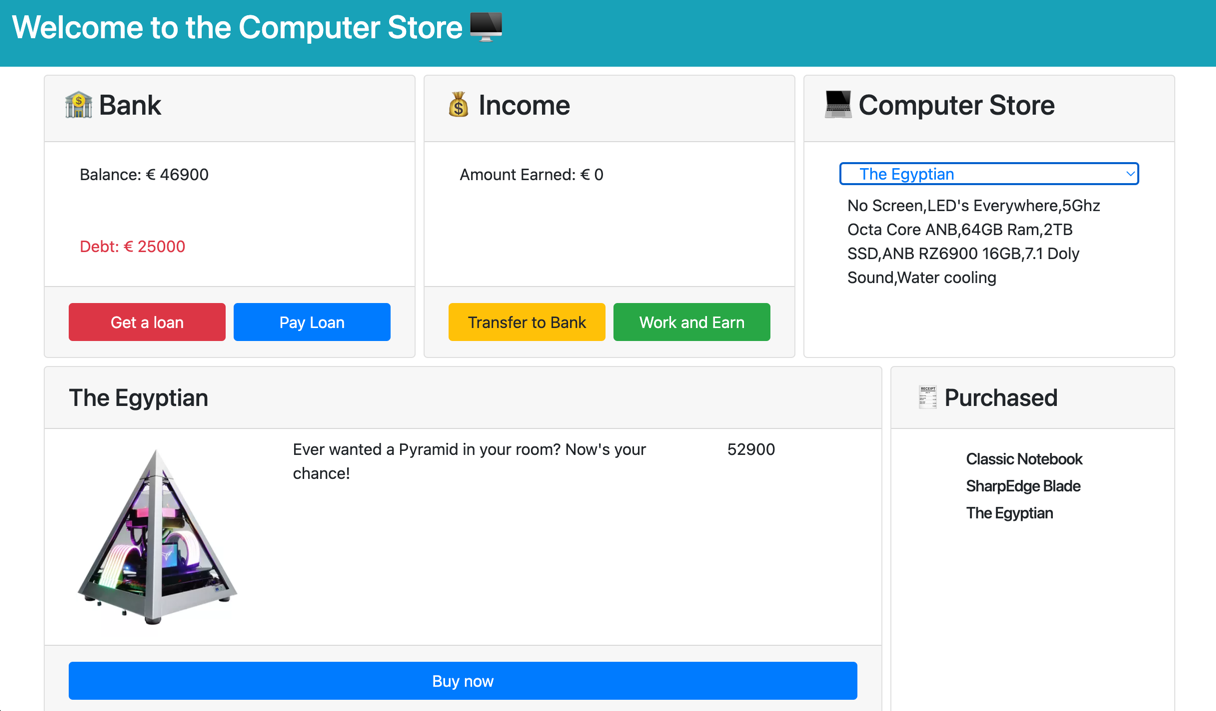 Welcome to the Computer Store
Bank
Balance: € 46900
Debt: € 25000
Get a loan
Pay Loan
Income
Amount Earned: € 0
Transfer to Bank
Work and Earn
Computer Store
The Egyptian
No Screen,LED's Everywhere,5Ghz
Octa Core ANB,64GB Ram,2TB
SSD,ANB RZ6900 16GB,7.1 Doly
Sound,Water cooling
The Egyptian
Ever wanted a Pyramid in your room? Now's your
chance!
52900
Buy now
Purchased
Classic Notebook
SharpEdge Blade
The Egyptian